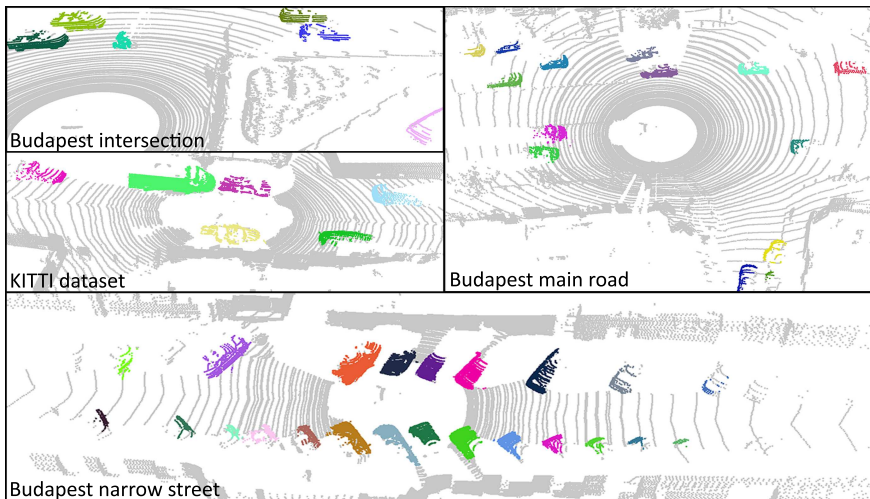 Budapest intersection
KITTI dataset
Budapest main road
Budapest narrow street